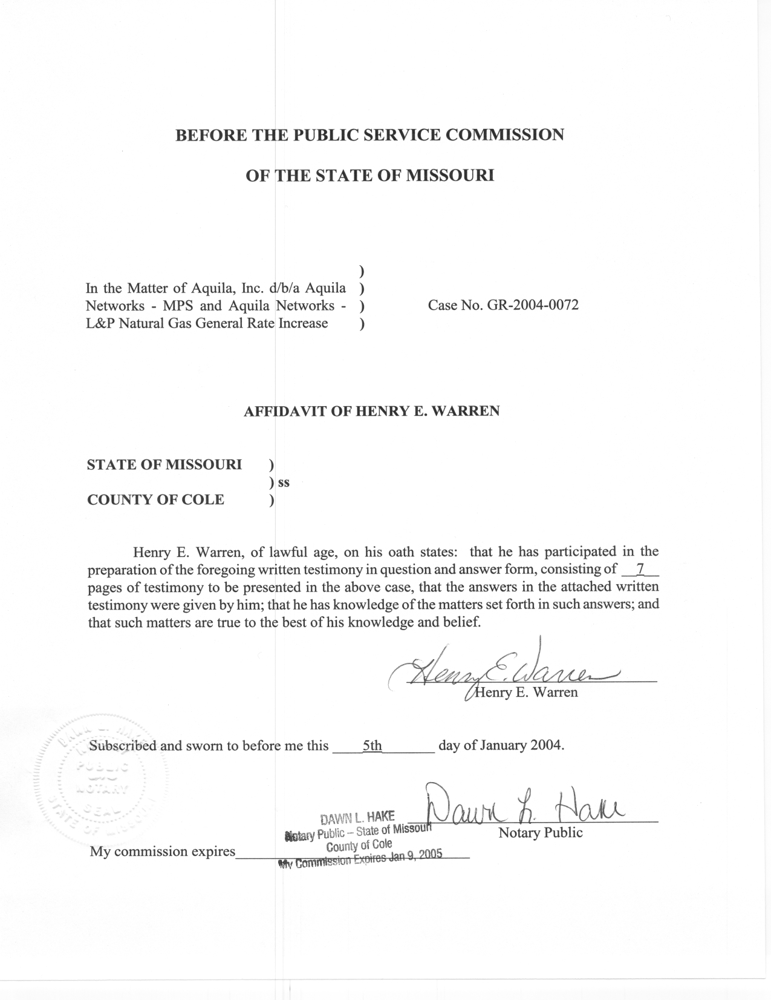 BEFORE THE PUBLIC SERVICE COMMISSION
OF THE STATE OF MISSOURI
)
In the Matter of Aquila, Inc. d/b/a Aquila )
Networks - MPS and Aquila Networks - ) Case No. GR-2004-0072
L&P Natural Gas General Rate Increase )
AFFIDAVIT OF HENRY E. WARREN
STATE OF MISSOURI )
) ss
COUNTY OF COLE )
Henry E. Warren, of lawful age, on his oath states: that he has participated in the
preparation of the foregoing written testimony in question and answer form, consisting of 7
pages of testimony to be presented in the above case, that the answers in the attached written
testimony were given by him; that he has knowledge of the matters set forth in such answers; and
that such matters are true to the best of his knowledge and belief.
Henry E. Warren
Henry E. Warren
Subscribed and sworn to before me this 5th day of January 2004.
DAWN L. HAKE
NOTARY
PUBLIC
NOTARY
SEAL
STATE OF MISSOURI
Dawn L. Hake
Notary Public
DAWN L. HAKE
Notary Public – State of Missouri
County of Cole
My Commission Expires Jan 9, 2005
My commission expires